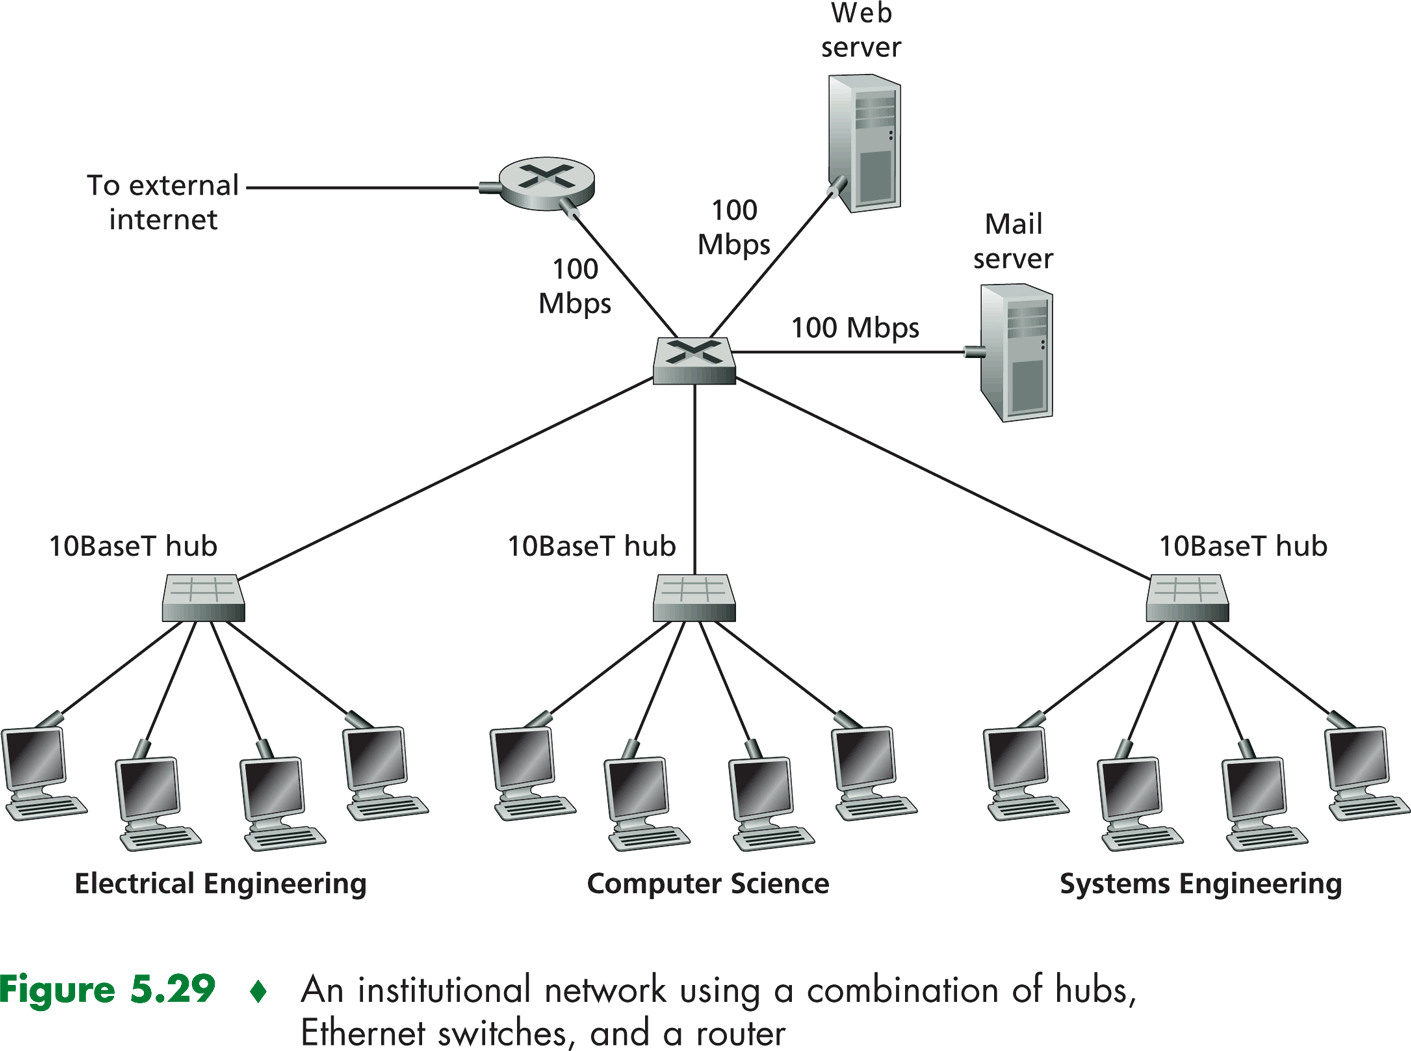 Web
server
To external
internet
100
Mbps
100
Mbps
Mail
server
100 Mbps
10BaseT hub
10BaseT hub
10BaseT hub
Electrical Engineering
Computer Science
Systems Engineering
Figure 5.29 ♦ An institutional network using a combination of hubs,
Ethernet switches, and a router